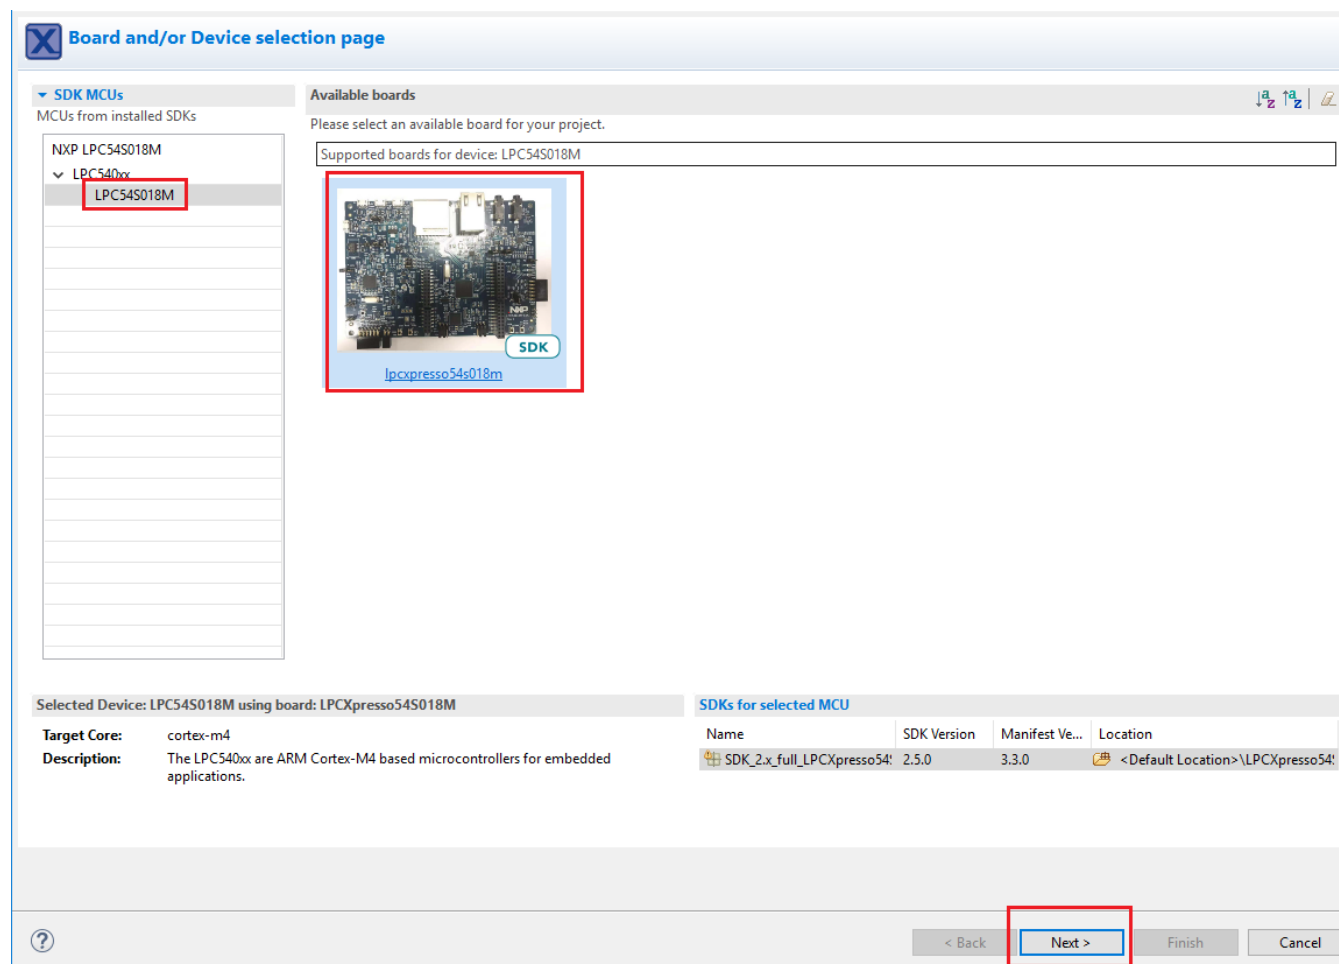 Board and/or Device selection page
SDK MCUs
MCUs from installed SDKs
NXP LPC54S018M
LPC540xx
LPC54S018M
Available boards
Please select an available board for your project.
Supported boards for device: LPC54S018M
NXP
SDK
lpcxpresso54s018m
Selected Device: LPC54S018M using board: LPCXpresso54S018M
Target Core: cortex-m4
Description: The LPC540xx are ARM Cortex-M4 based microcontrollers for embedded
applications.
SDKs for selected MCU
Name SDK Version Manifest Ve... Location
SDK_2.x_full_LPCXpresso54 2.5.0 3.3.0 <Default Location>\LPCXpresso54
< Back Next > Finish Cancel